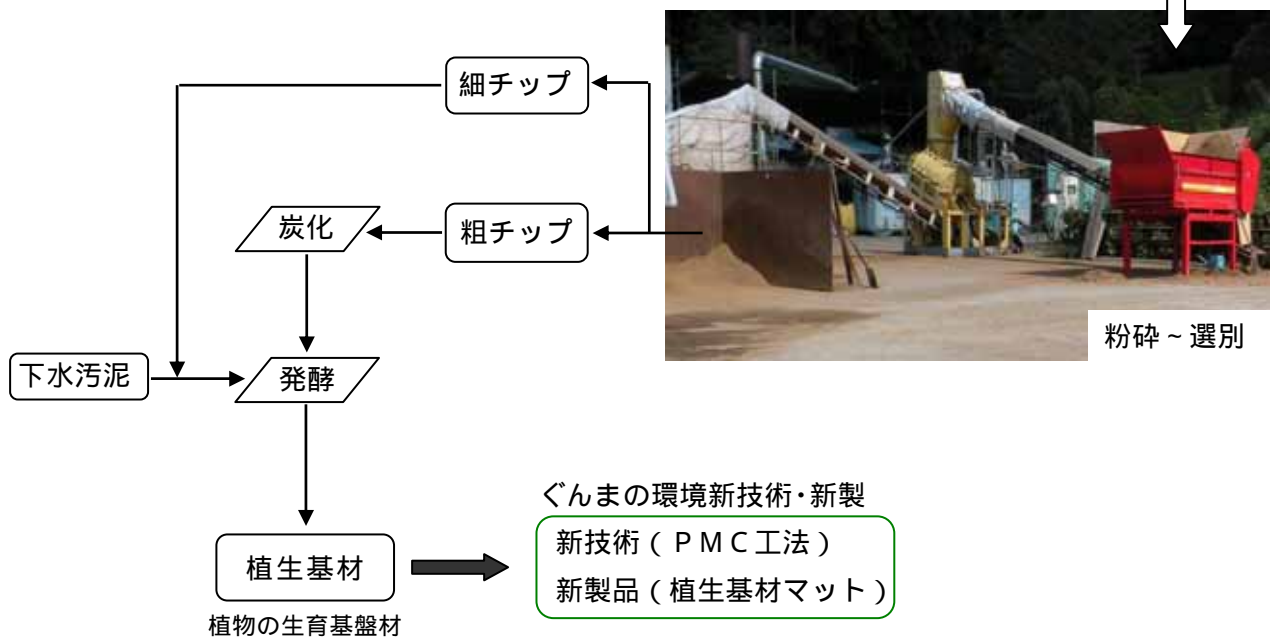 細チップ
炭化
粗チップ
粉砕~選別
下水汚泥
発酵
ぐんまの環境新技術・新製
新技術(PMC工法)
植生基材
新製品(植生基材マット)
植物の生育基盤材